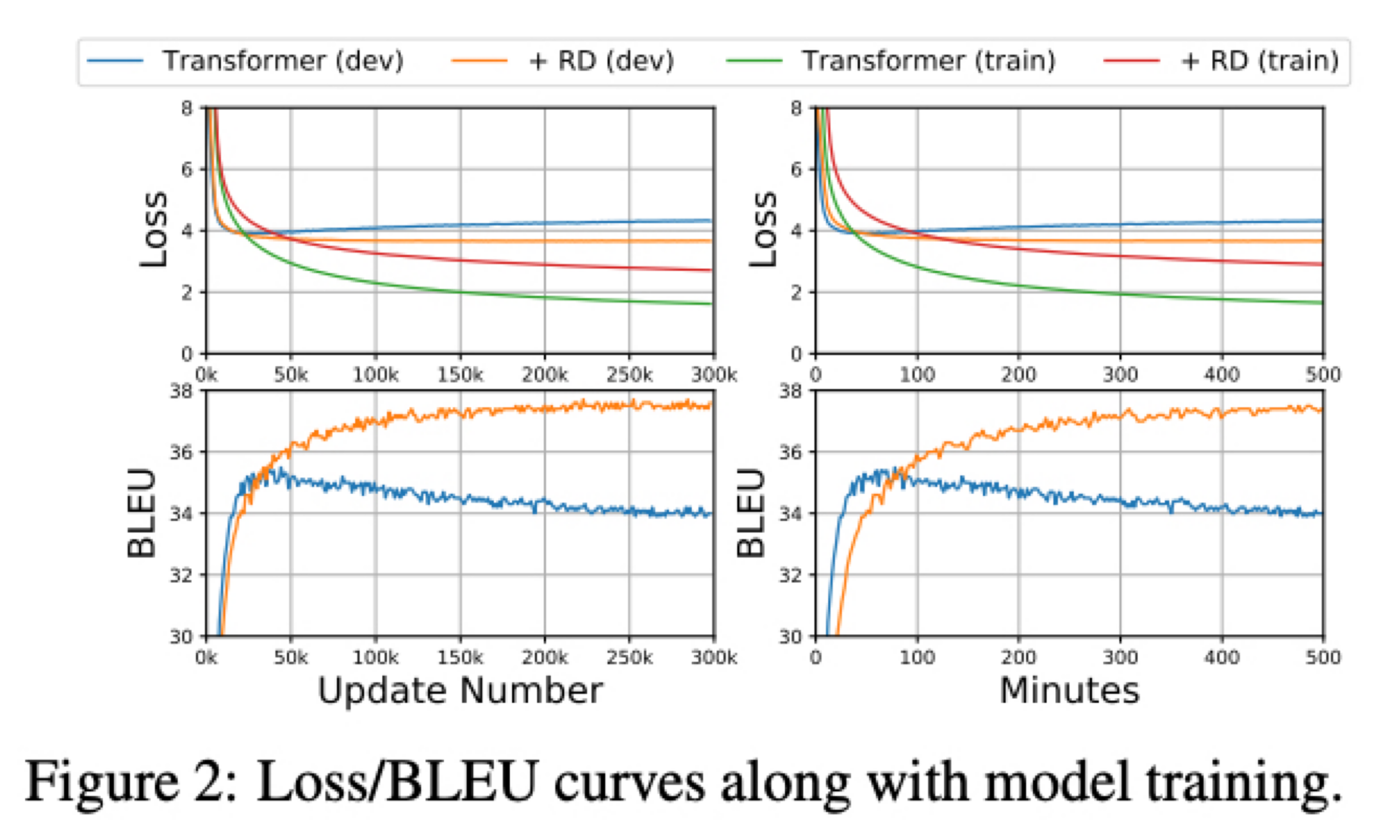 Transformer (dev) + RD (dev) Transformer (train) + RD (train)
8 8
6 6
Loss 4 Loss 4
2 2
0 0
0k 50k 100k 150k 200k 250k 300k 0 100 200 300 400 500
38 38
36 36
BLEU 34 BLEU 34
32 32
30 30
0k 50k 100k 150k 200k 250k 300k 0 100 200 300 400 500
Update Number Minutes
Figure 2: Loss/BLEU curves along with model training.